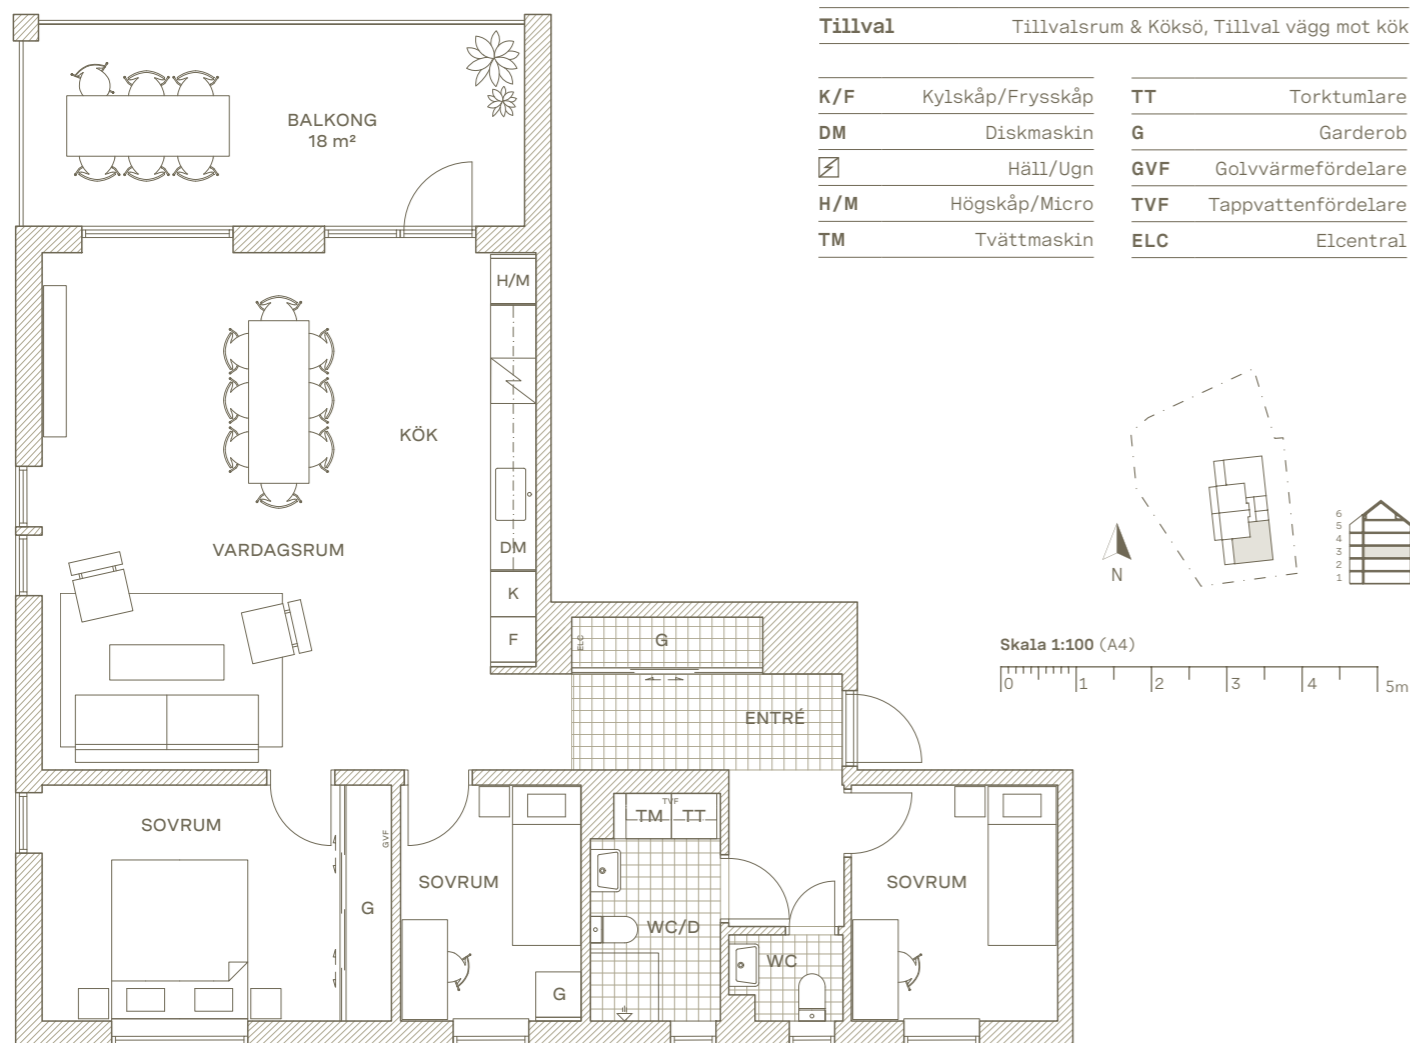 Tillval Tillvalsrum & Köksö, Tillval vägg mot kök
K/F Kylskåp/Frysskåp
DM Diskmaskin
Häll/Ugn
H/M Högskåp/Micro
TM Tvättmaskin
TT Torktumlare
G Garderob
GVF Golvvärmefördelare
TVF Tappvattenfördelare
ELC Elcentral
BALKONG
18 m²
H/M
KÖK
VARDAGSRUM
DM
K
F
ELC
G
ENTRÉ
SOVRUM
GVF
G
SOVRUM
G
TVF
TM TT
WC/D
WC
SOVRUM
N
6
5
4
3
2
1
Skala 1:100 (A4)
0 1 2 3 4 5m